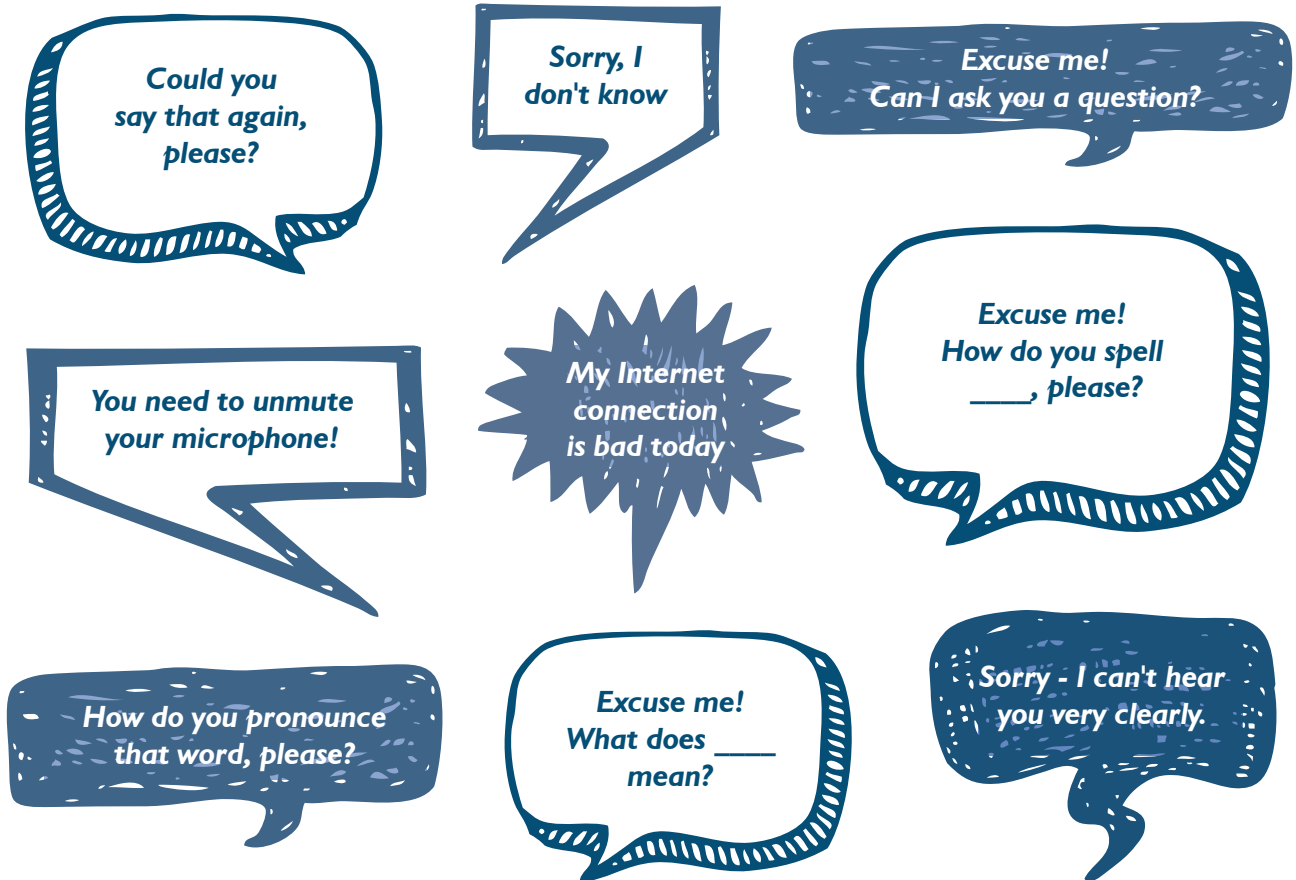 Could you
say that again,
please?
Sorry, I
don't know
Excuse me!
Can I ask you a question?
You need to unmute
your microphone!
My Internet
connection
is bad today
Excuse me!
How do you spell
____, please?
How do you pronounce
that word, please?
Excuse me!
What does ____
mean?
Sorry - I can't hear
you very clearly.